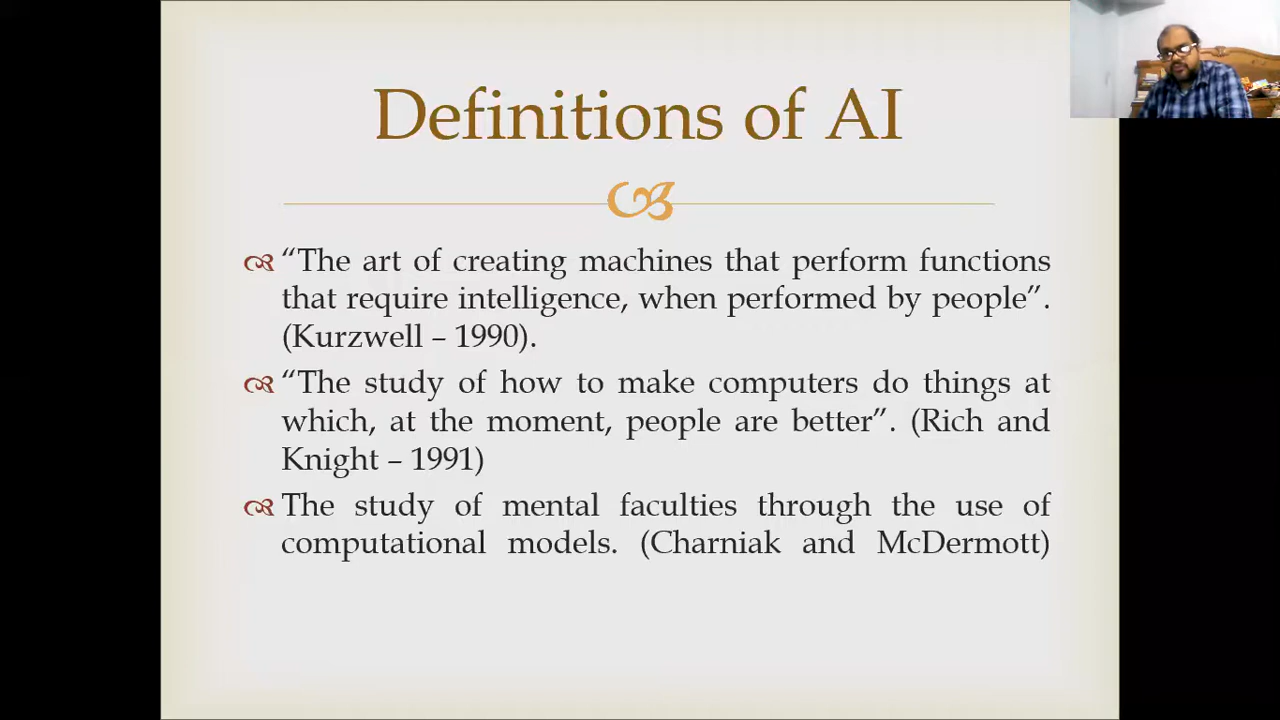 Definitions of AI
“The art of creating machines that perform functions
that require intelligence, when performed by people”.
(Kurzwell – 1990).
“The study of how to make computers do things at
which, at the moment, people are better”. (Rich and
Knight – 1991)
The study of mental faculties through the use of
computational models. (Charniak and McDermott)